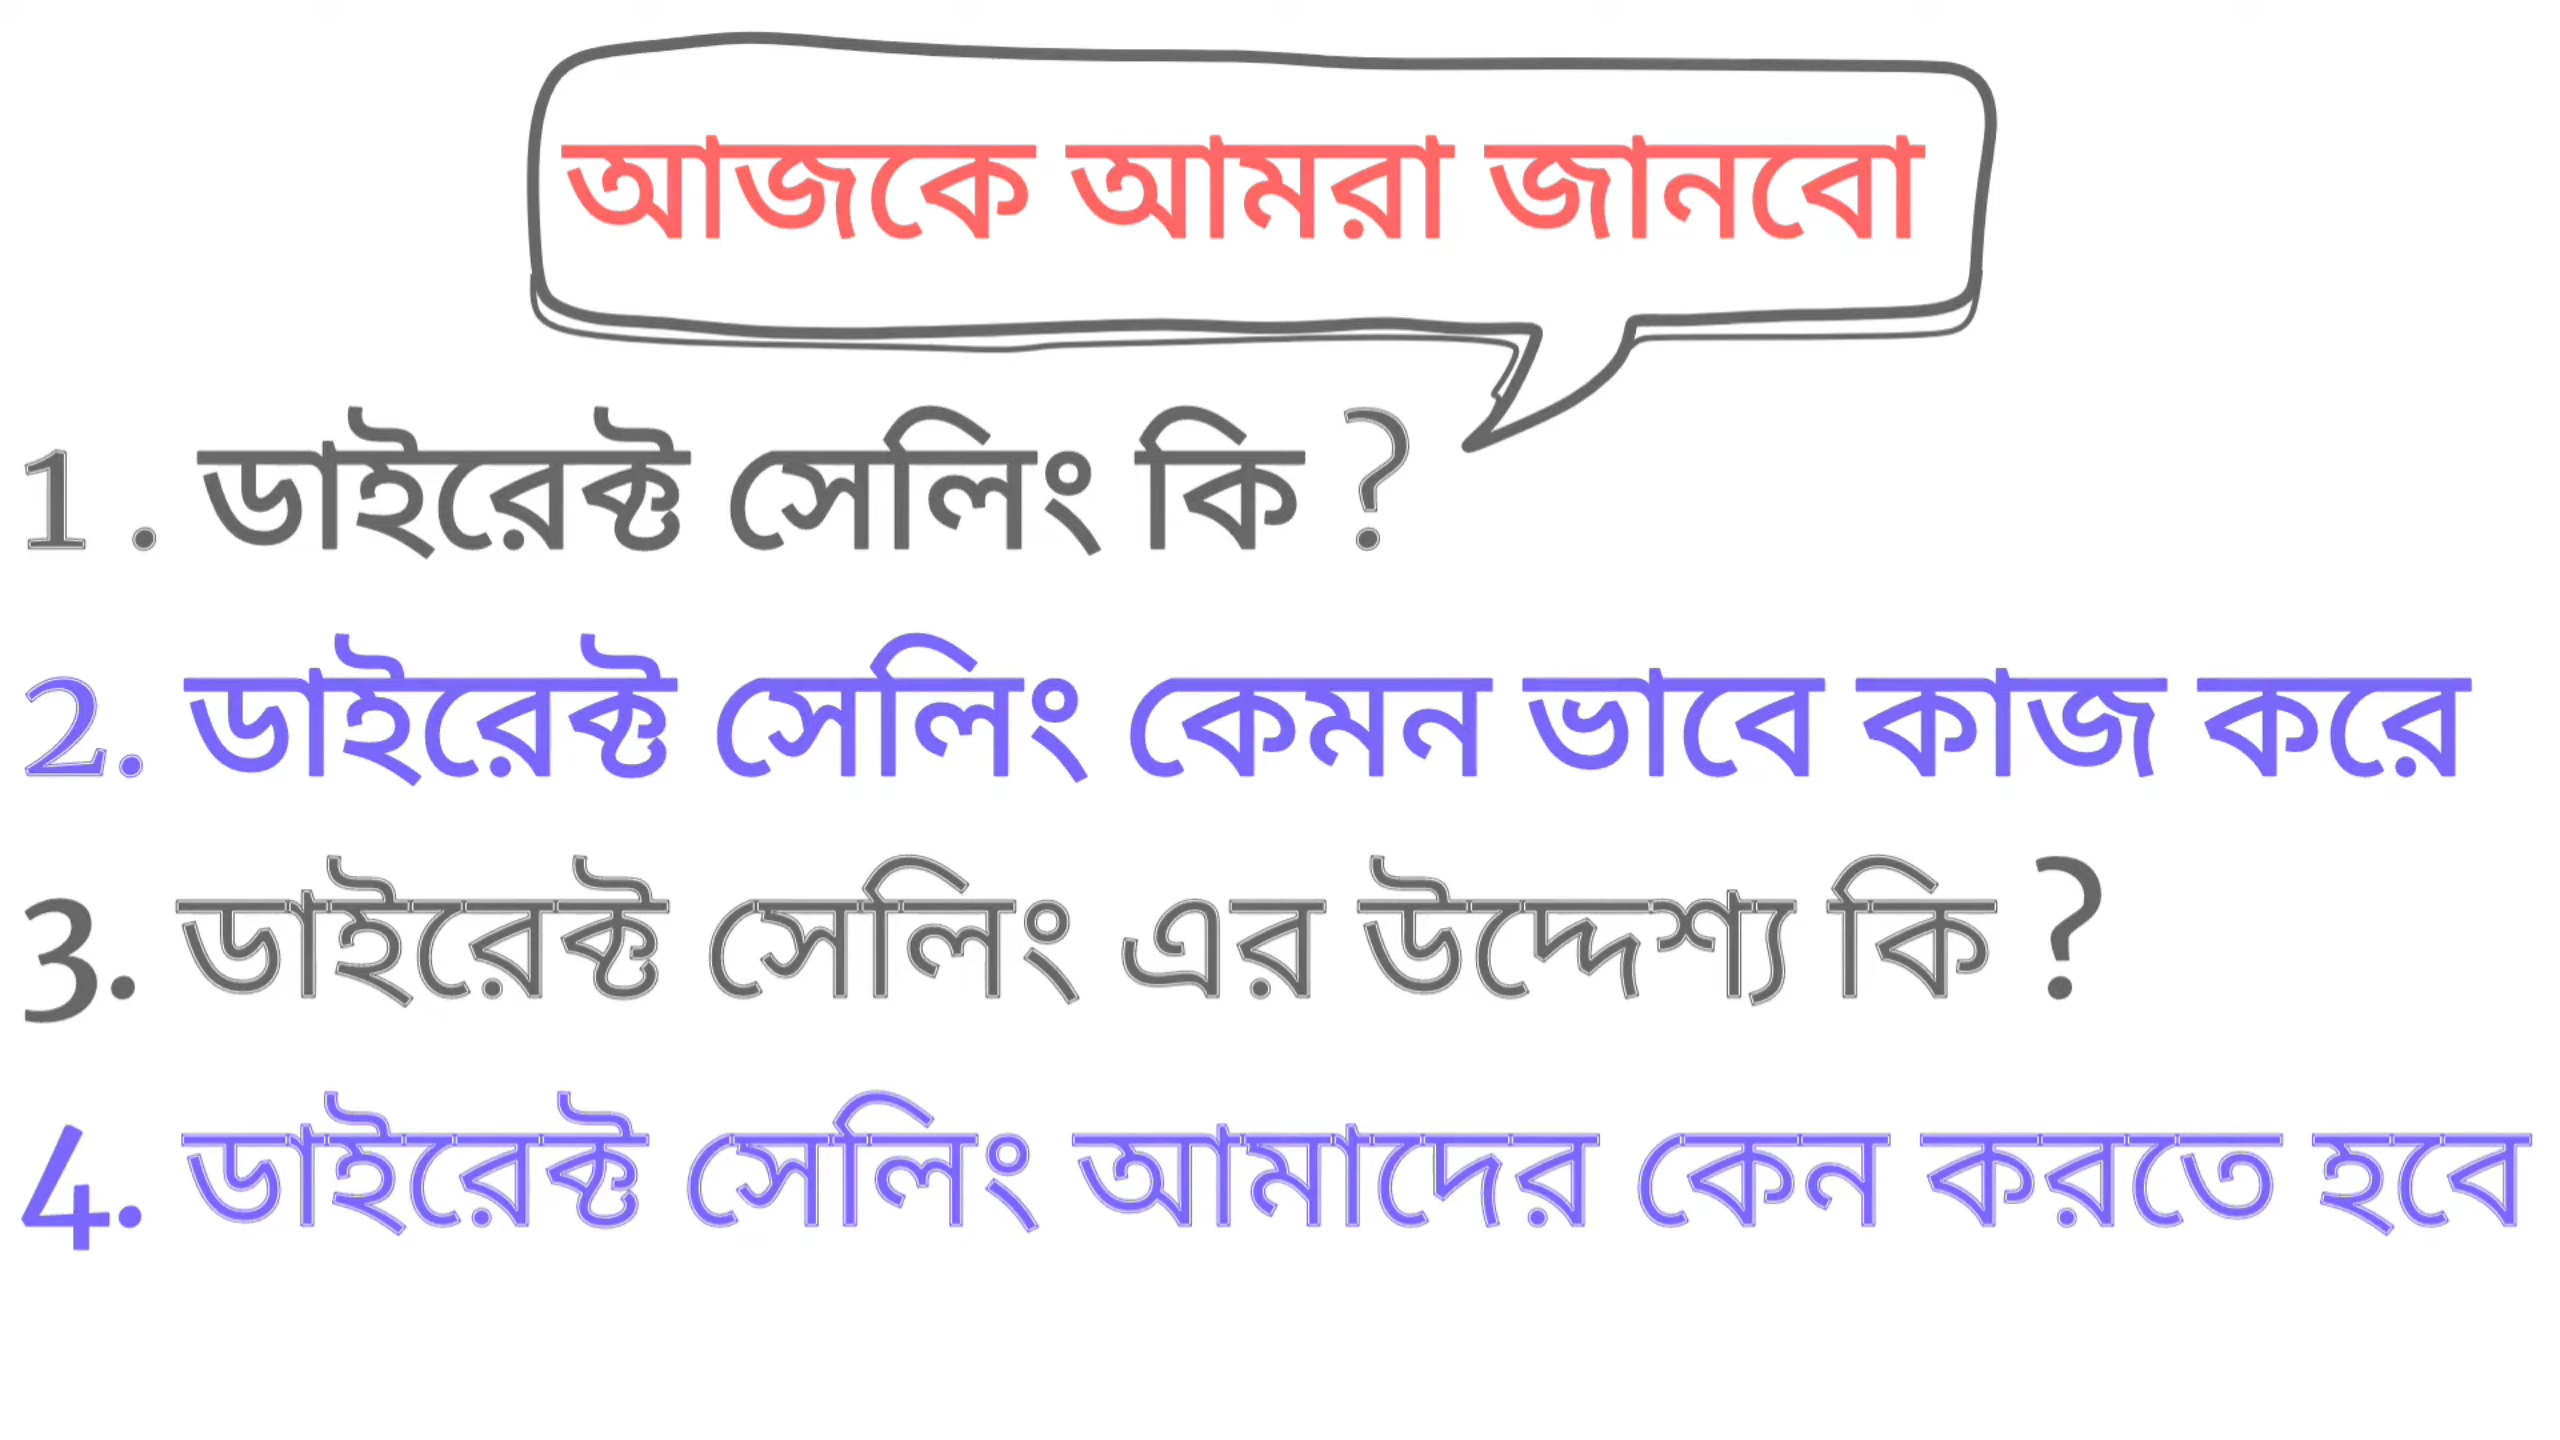 আজকে আমরা জানবো
1 . ডাইরেক্ট সেলিং কি ?
2. ডাইরেক্ট সেলিং কেমন ভাবে কাজ করে
3. ডাইরেক্ট সেলিং এর উদ্দেশ্য কি ?
4. ডাইরেক্ট সেলিং আমাদের কেন করতে হবে